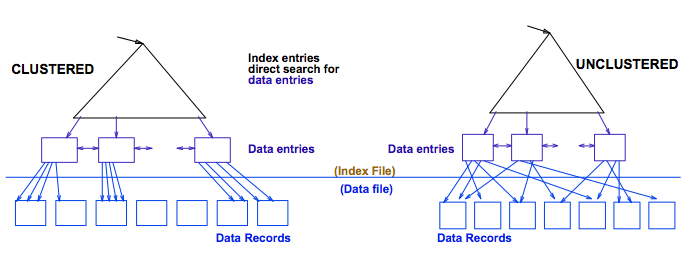 CLUSTERED
Index entries
direct search for
data entries
UNCLUSTERED
Data entries
Data entries
(Index File)
(Data file)
Data Records
Data Records